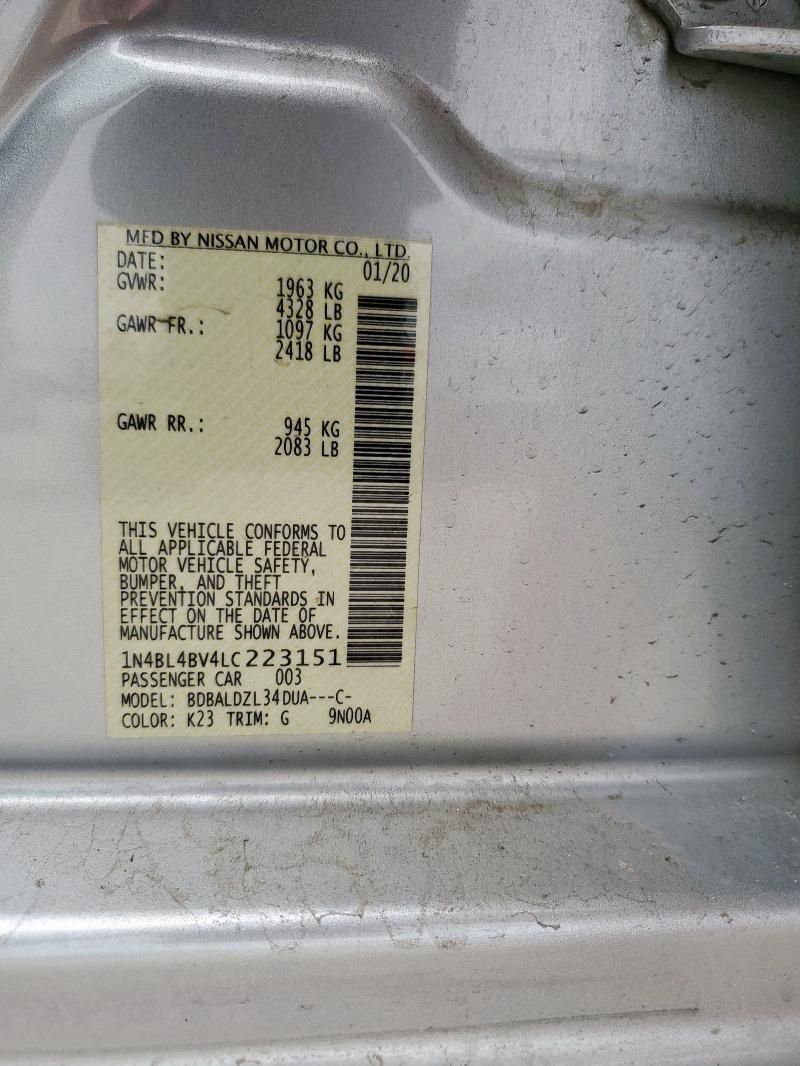 MFD BY NISSAN MOTOR CO., LTD.
DATE: 01/20
GVWR: 1963 KG
4328 LB
GAWR FR.: 1097 KG
2418 LB
GAWR RR.: 945 KG
2083 LB
THIS VEHICLE CONFORMS TO
ALL APPLICABLE FEDERAL
MOTOR VEHICLE SAFETY,
BUMPER, AND THEFT
PREVENTION STANDARDS IN
EFFECT ON THE DATE OF
MANUFACTURE SHOWN ABOVE.
1N4BL4BV4LC223151
PASSENGER CAR 003
MODEL: BDBALDZL34DUA---C-
COLOR: K23 TRIM: G 9N00A